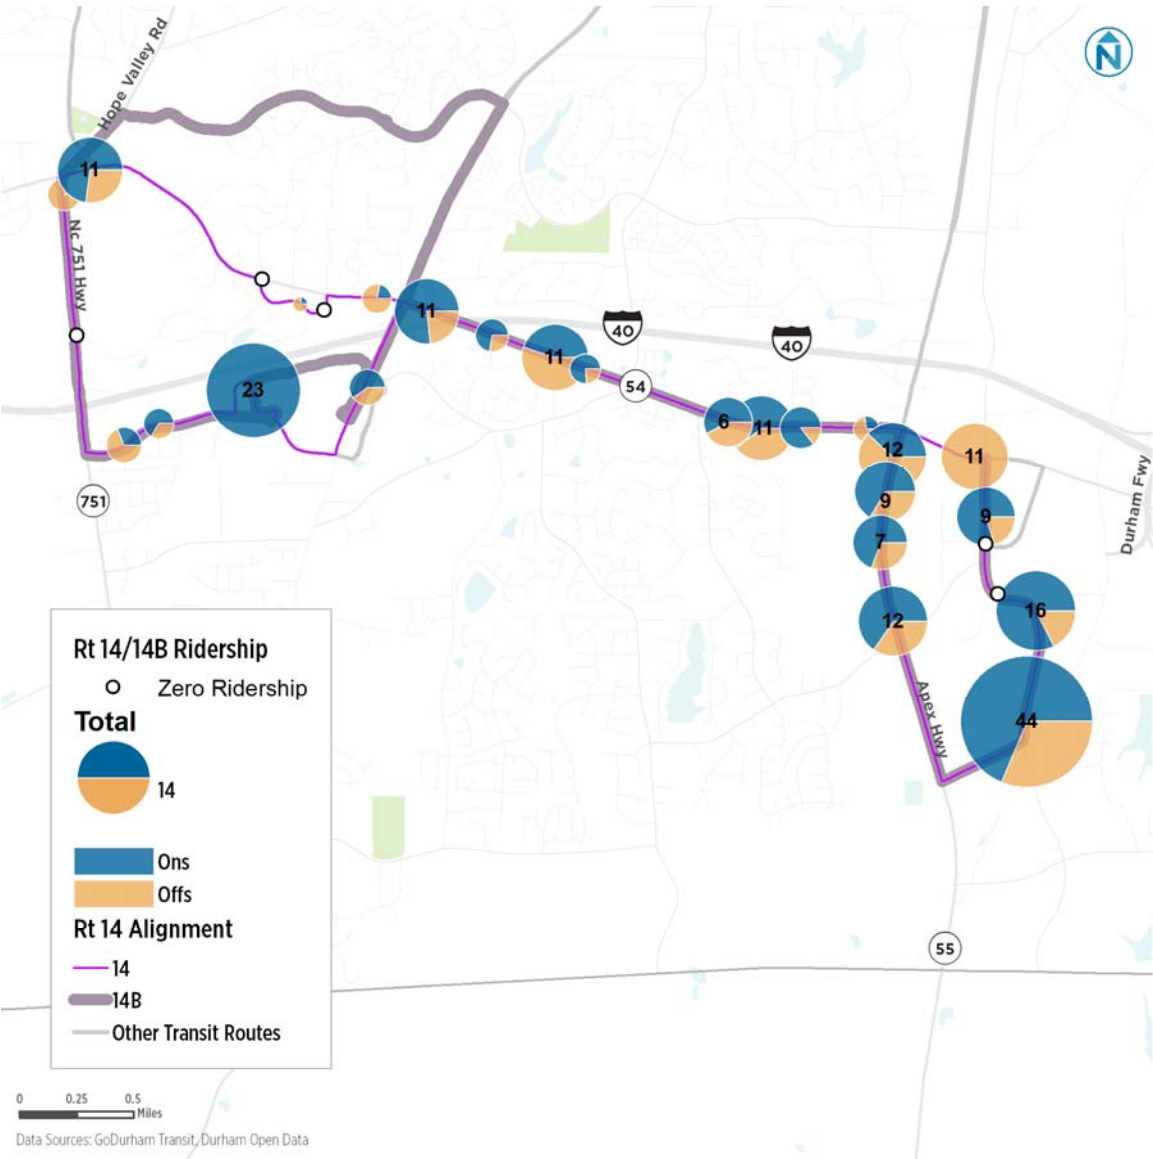 Hope Valley Rd
N
11
Nc 751 Hwy
11
40
11
40
54
23
6
11
12
11
751
9
9
7
Durham Fwy
12
16
Apex Hwy
44
Rt 14/14B Ridership
Zero Ridership
Total
14
Ons
Offs
Rt 14 Alignment
14
14B
Other Transit Routes
55
0 0.25 0.5
Miles
Data Sources: GoDurham Transit, Durham Open Data